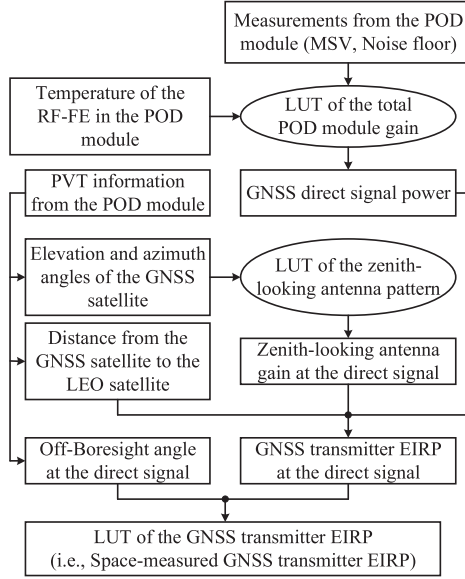 Measurements from the POD
module (MSV, Noise floor)
Temperature of the
RF-FE in the POD
module
LUT of the total
POD module gain
PVT information
from the POD module
GNSS direct signal power
Elevation and azimuth
angles of the GNSS
satellite
LUT of the zenith-
looking antenna pattern
Distance from the
GNSS satellite to the
LEO satellite
Zenith-looking antenna
gain at the direct signal
Off-Boresight angle
at the direct signal
GNSS transmitter EIRP
at the direct signal
LUT of the GNSS transmitter EIRP
(i.e., Space-measured GNSS transmitter EIRP)